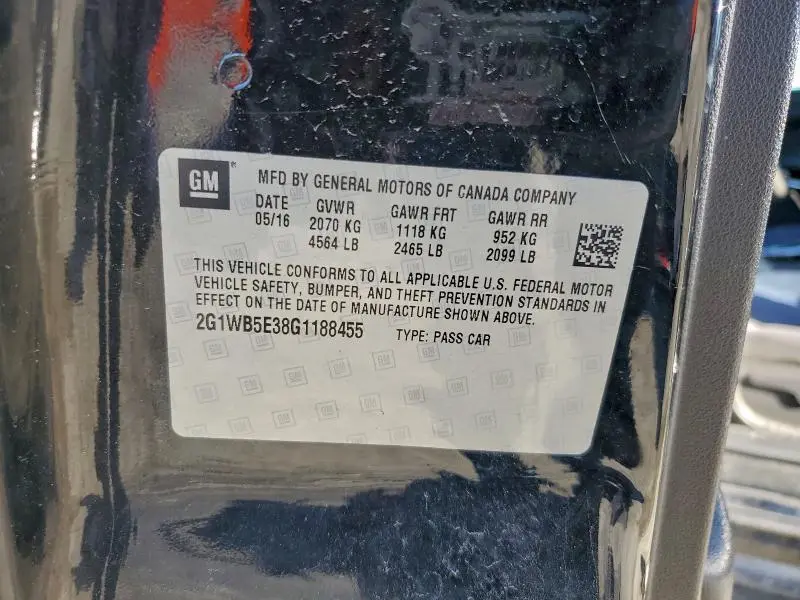 GM
MFD BY GENERAL MOTORS OF CANADA COMPANY
DATE GVWR GAWR FRT GAWR RR
05/16 2070 KG 1118 KG 952 KG
4564 LB 2465 LB 2099 LB
THIS VEHICLE CONFORMS TO ALL APPLICABLE U.S. FEDERAL MOTOR
VEHICLE SAFETY, BUMPER, AND THEFT PREVENTION STANDARDS IN
EFFECT ON THE DATE OF MANUFACTURE SHOWN ABOVE.
2G1WB5E38G1188455 TYPE: PASS CAR